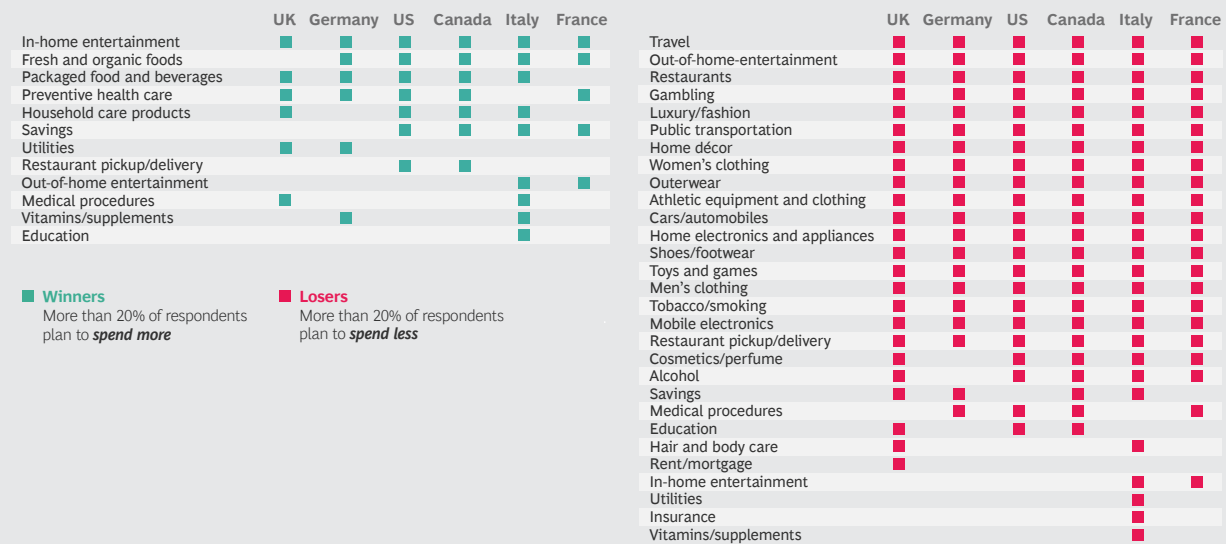 UK Germany US Canada Italy France
In-home entertainment
Fresh and organic foods
Packaged food and beverages
Preventive health care
Household care products
Savings
Utilities
Restaurant pickup/delivery
Out-of-home entertainment
Medical procedures
Vitamins/supplements
Education
Winners
More than 20% of respondents
plan to spend more
Losers
More than 20% of respondents
plan to spend less
UK Germany US Canada Italy France
Travel
Out-of-home-entertainment
Restaurants
Gambling
Luxury/fashion
Public transportation
Home décor
Women's clothing
Outerwear
Athletic equipment and clothing
Cars/automobiles
Home electronics and appliances
Shoes/footwear
Toys and games
Men's clothing
Tobacco/smoking
Mobile electronics
Restaurant pickup/delivery
Cosmetics/perfume
Alcohol
Savings
Medical procedures
Education
Hair and body care
Rent/mortgage
In-home entertainment
Utilities
Insurance
Vitamins/supplements